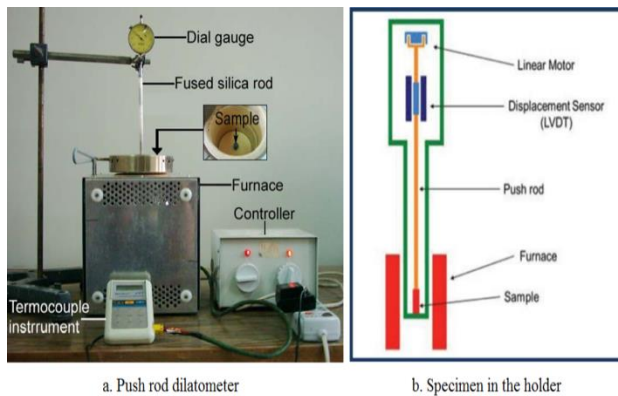 Dial gauge
Fused silica rod
Sample
Furnace
Controller
Termocouple
instrrument
a. Push rod dilatometer
Linear Motor
Displacement Sensor
(LVDT)
Push rod
Furnace
Sample
b. Specimen in the holder